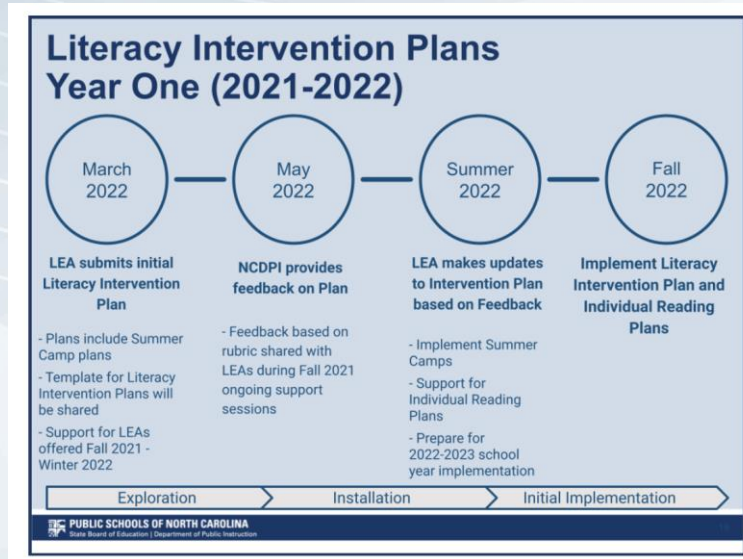 Literacy Intervention Plans
Year One (2021-2022)
March
2022
May
2022
Summer
2022
Fall
2022
LEA submits initial
Literacy Intervention
Plan
- Plans include Summer
Camp plans
- Template for Literacy
Intervention Plans will
be shared
- Support for LEAs
offered Fall 2021 -
Winter 2022
NCDPI provides
feedback on Plan
- Feedback based on
rubric shared with
LEAs during Fall 2021
ongoing support
sessions
LEA makes updates
to Intervention Plan
based on Feedback
- Implement Summer
Camps
- Support for
Individual Reading
Plans
- Prepare for
2022-2023 school
year implementation
Implement Literacy
Intervention Plan and
Individual Reading
Plans
Exploration
Installation
Initial Implementation
PUBLIC SCHOOLS OF NORTH CAROLINA
State Board of Education | Department of Public Instruction